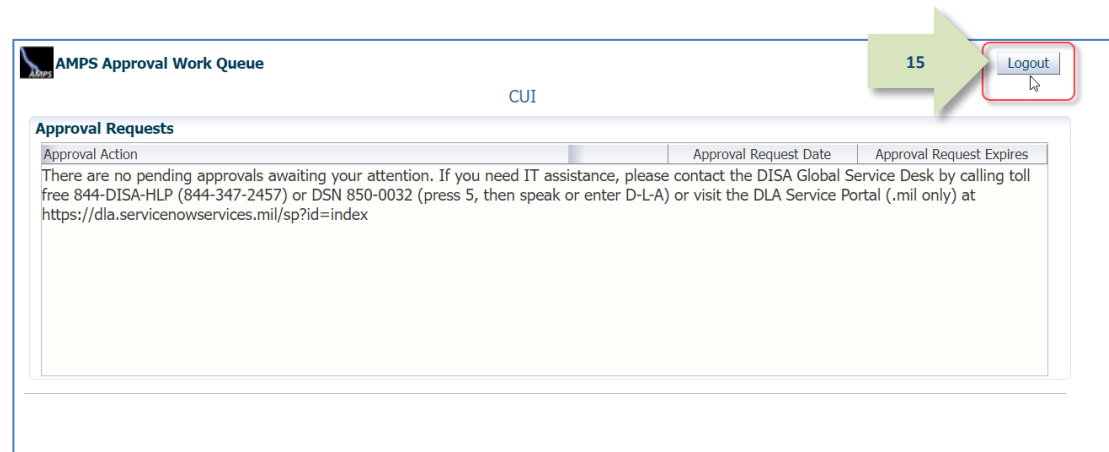 AMPS
AMPS Approval Work Queue
15
Logout
CUI
Approval Requests
Approval Action
Approval Request Date
Approval Request Expires
There are no pending approvals awaiting your attention. If you need IT assistance, please contact the DISA Global Service Desk by calling toll
free 844-DISA-HLP (844-347-2457) or DSN 850-0032 (press 5, then speak or enter D-L-A) or visit the DLA Service Portal (.mil only) at
https://dla.servicenowservices.mil/sp?id=index